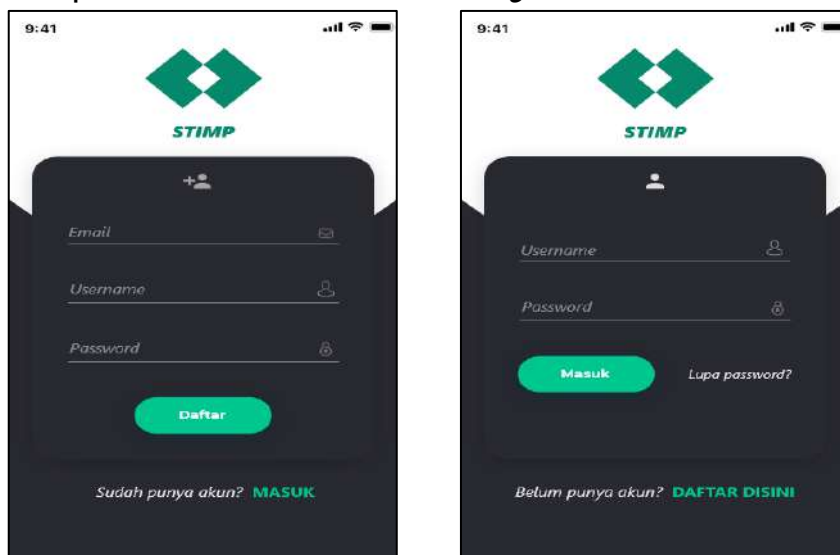 9:41
STIMP
Email
Username
Password
Daftar
Sudah punya akun? MASUK
9:41
STIMP
Username
Password
Masuk
Lupa password?
Belum punya akun? DAFTAR DISINI